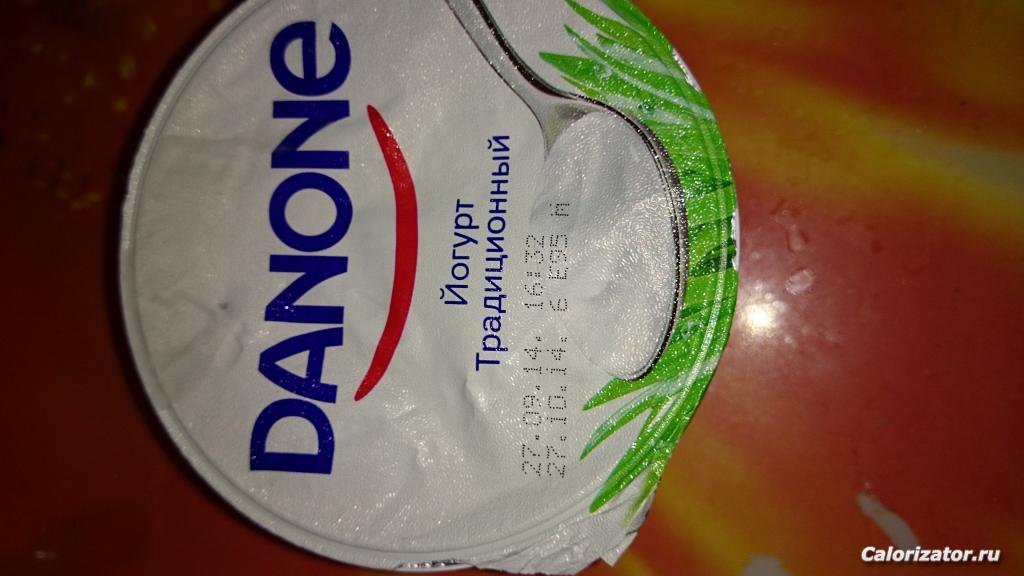 DANONE
Йогурт
Традиционный
27.09.14. 16:32
27.10.14. 6 E95 й
Calorizator.ru